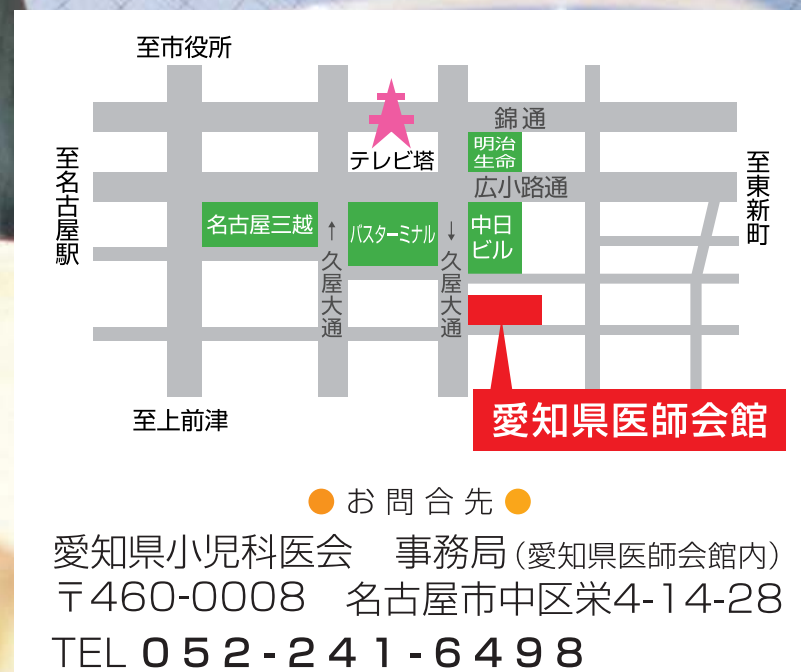 至市役所
錦通
明治
生命
テレビ塔
広小路通
至名古屋駅
至東新町
名古屋三越
↑
久屋大通
バスターミナル
↓
久屋大通
中日
ビル
至上前津
愛知県医師会館
●お問合先●
愛知県小児科医会 事務局(愛知県医師会館内)
〒460-0008 名古屋市中区栄4-14-28
TEL 052-241-6498